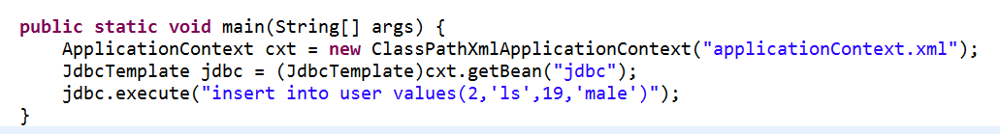 public static void main(String[] args) {
    ApplicationContext cxt = new ClassPathXmlApplicationContext("applicationContext.xml");
    JdbcTemplate jdbc = (JdbcTemplate)cxt.getBean("jdbc");
    jdbc.execute("insert into user values(2,'ls',19,'male')");
}